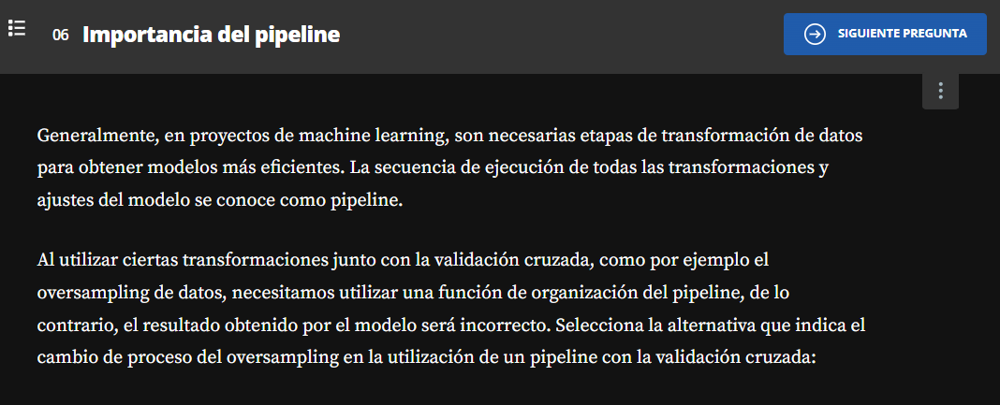 06 Importancia del pipeline
SIGUIENTE PREGUNTA
Generalmente, en proyectos de machine learning, son necesarias etapas de transformación de datos
para obtener modelos más eficientes. La secuencia de ejecución de todas las transformaciones y
ajustes del modelo se conoce como pipeline.
Al utilizar ciertas transformaciones junto con la validación cruzada, como por ejemplo el
oversampling de datos, necesitamos utilizar una función de organización del pipeline, de lo
contrario, el resultado obtenido por el modelo será incorrecto. Selecciona la alternativa que indica el
cambio de proceso del oversampling en la utilización de un pipeline con la validación cruzada: